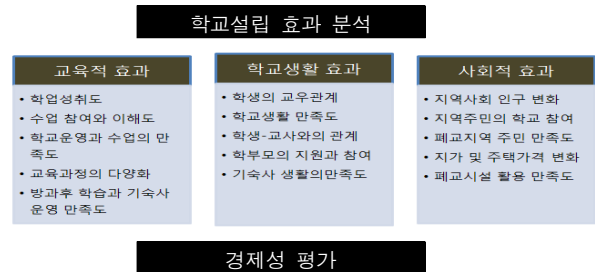 학교설립 효과 분석
교육적 효과
• 학업성취도
• 수업 참여와 이해도
• 학교운영과 수업의 만
족도
• 교육과정의 다양화
• 방과후 학습과 기숙사
운영 만족도
학교생활 효과
• 학생의 교우관계
• 학교생활 만족도
• 학생-교사와의 관계
• 학부모의 지원과 참여
• 기숙사 생활의만족도
사회적 효과
• 지역사회 인구 변화
• 지역주민의 학교 참여
• 폐교지역 주민 만족도
• 지가 및 주택가격 변화
• 폐교시설 활용 만족도
경제성 평가